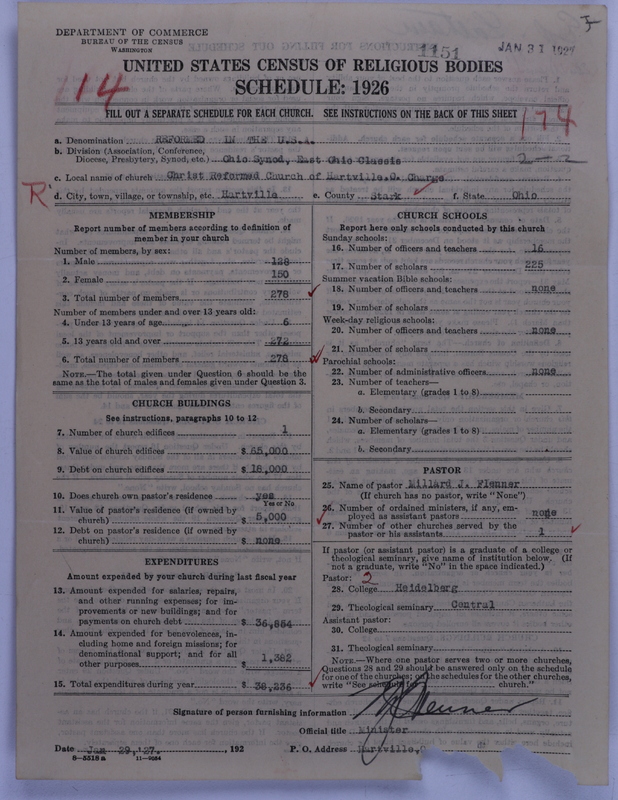 DEPARTMENT OF COMMERCE
BUREAU OF THE CENSUS
WASHINGTON
1151
JAN 31 1927
UNITED STATES CENSUS OF RELIGIOUS BODIES
SCHEDULE: 1926
114
FILL OUT A SEPARATE SCHEDULE FOR EACH CHURCH. SEE INSTRUCTIONS ON THE BACK OF THIS SHEET
174
a. Denomination REFORMED IN THE U.S.A.
b. Division (Association, Conference, Diocese, Presbytery, Synod, etc.) Ohio Synod, East Ohio Classis
c. Local name of church Christ Reformed Church of Hartville.O. Charge
R
d. City, town, village, or township, etc. Hartville e. County Stark f. State Ohio
MEMBERSHIP
Report number of members according to definition of member in your church
Number of members, by sex:
1. Male 128
2. Female 150
3. Total number of members 278
Number of members under and over 13 years old:
4. Under 13 years of age 6
5. 13 years old and over 272
6. Total number of members 278
NOTE.—The total given under Question 6 should be the same as the total of males and females given under Question 3.
CHURCH BUILDINGS
See instructions, paragraphs 10 to 12
7. Number of church edifices 1
8. Value of church edifices $ 65,000
9. Debt on church edifices $ 18,000
10. Does church own pastor's residence yes
Yes or No
11. Value of pastor's residence (if owned by church) $ 5,000
12. Debt on pastor's residence (if owned by church) $ none
EXPENDITURES
Amount expended by your church during last fiscal year
13. Amount expended for salaries, repairs, and other running expenses; for improvements or new buildings; and for payments on church debt $ 36,854
14. Amount expended for benevolences, including home and foreign missions; for denominational support; and for all other purposes $ 1,382
15. Total expenditures during year $ 38,236
CHURCH SCHOOLS
Report here only schools conducted by this church
Sunday schools:
16. Number of officers and teachers 16
17. Number of scholars 225
Summer vacation Bible schools:
18. Number of officers and teachers none
19. Number of scholars
Week-day religious schools:
20. Number of officers and teachers none
21. Number of scholars
Parochial schools:
22. Number of administrative officers none
23. Number of teachers—
a. Elementary (grades 1 to 8)
b. Secondary
24. Number of scholars—
a. Elementary (grades 1 to 8)
b. Secondary
PASTOR
25. Name of pastor Millard J. Flenner
(If church has no pastor, write "None")
26. Number of ordained ministers, if any, employed as assistant pastors none
27. Number of other churches served by the pastor or his assistants 1
If pastor (or assistant pastor) is a graduate of a college or theological seminary, give name of institution below. (If not a graduate, write "No" in the space indicated.)
Pastor: 2
28. College Heidelberg
29. Theological seminary Central
Assistant pastor:
30. College
31. Theological seminary
NOTE.—Where one pastor serves two or more churches, Questions 28 and 29 should be answered only on the schedule for one of the churches; on the schedules for the other churches, write "See schedule for church."
Signature of person furnishing information M J Flenner
Official title Minister
Date Jan 29,'27. , 192
P. O. Address Hartville,
8—5518a 11—9084